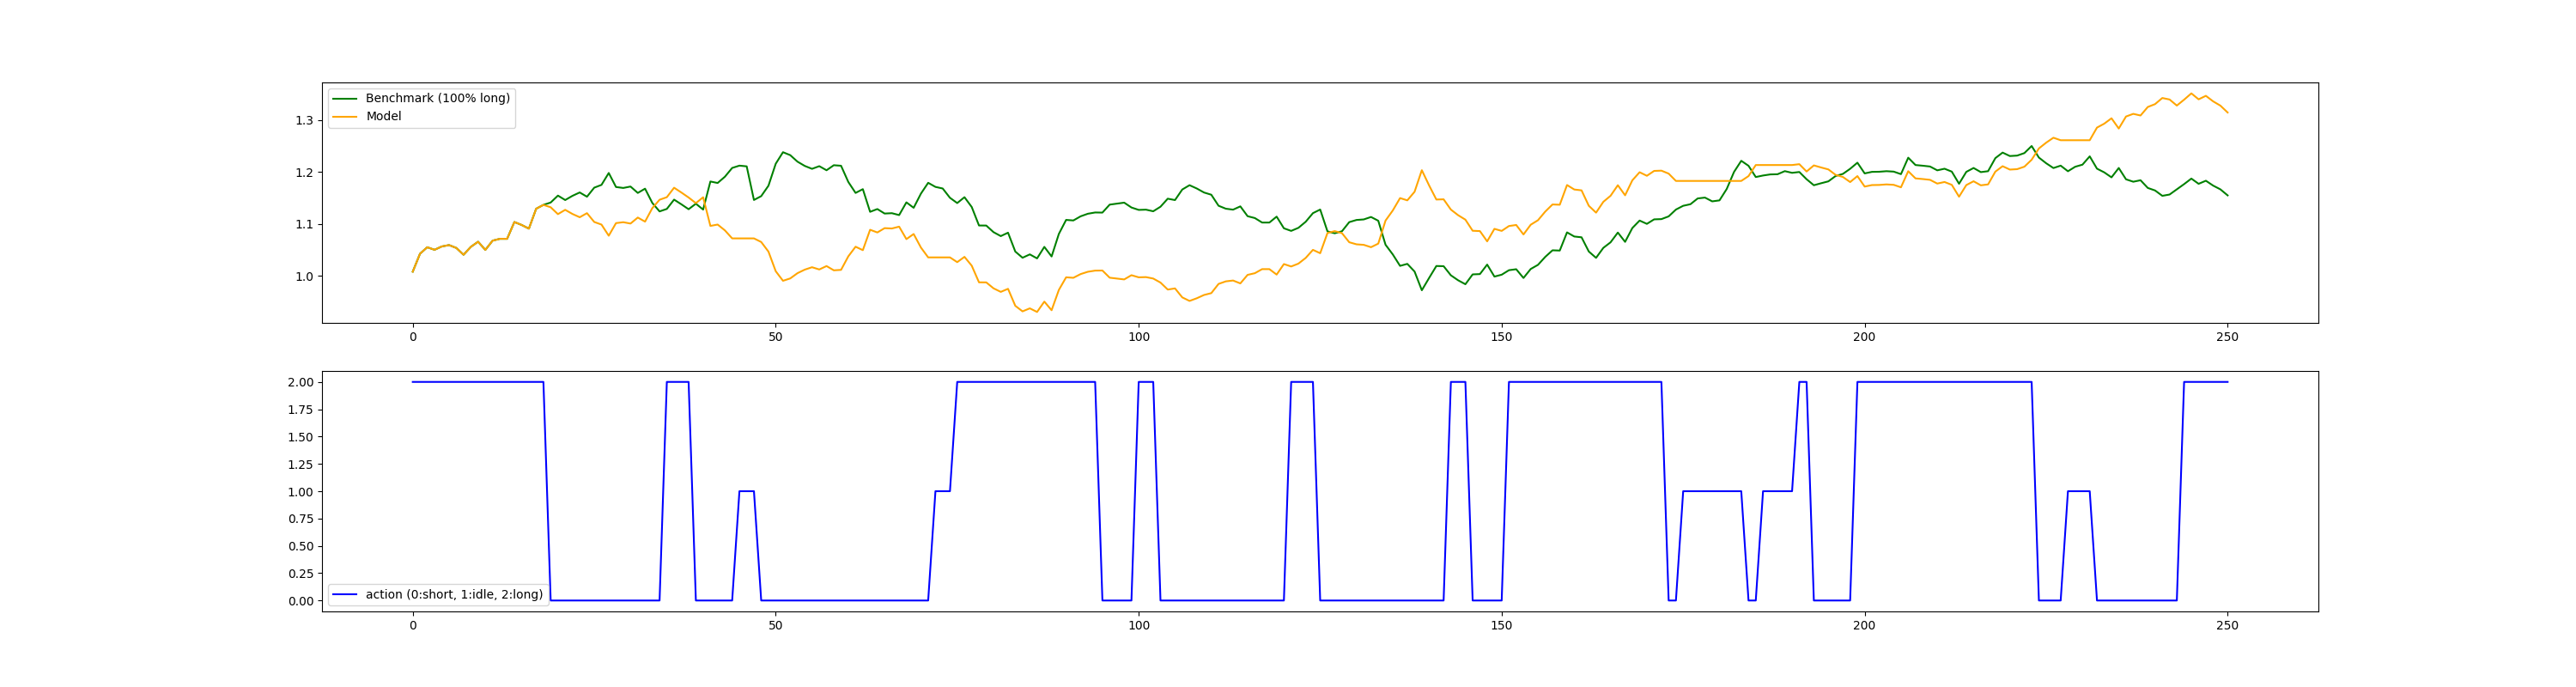 Benchmark (100% long)
Model
1.3
1.2
1.1
1.0
0 50 100 150 200 250
2.00
1.75
1.50
1.25
1.00
0.75
0.50
0.25
0.00
action (0:short, 1:idle, 2:long)
0 50 100 150 200 250